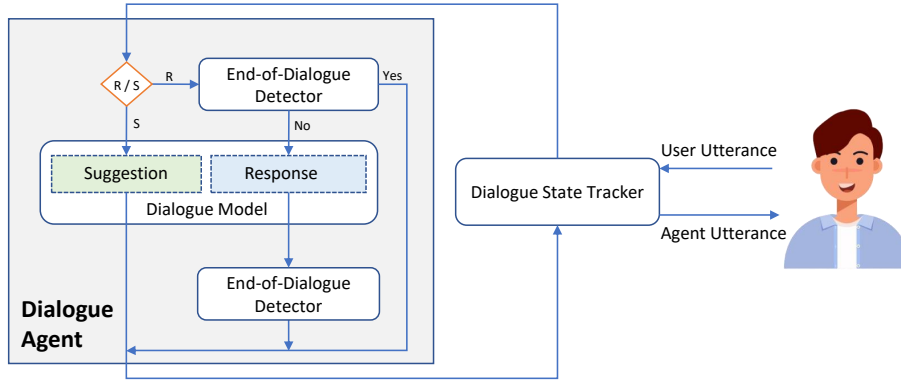 R / S
R
End-of-Dialogue
Detector
Yes
S
No
Suggestion
Response
Dialogue Model
End-of-Dialogue
Detector
Dialogue
Agent
Dialogue State Tracker
User Utterance
Agent Utterance